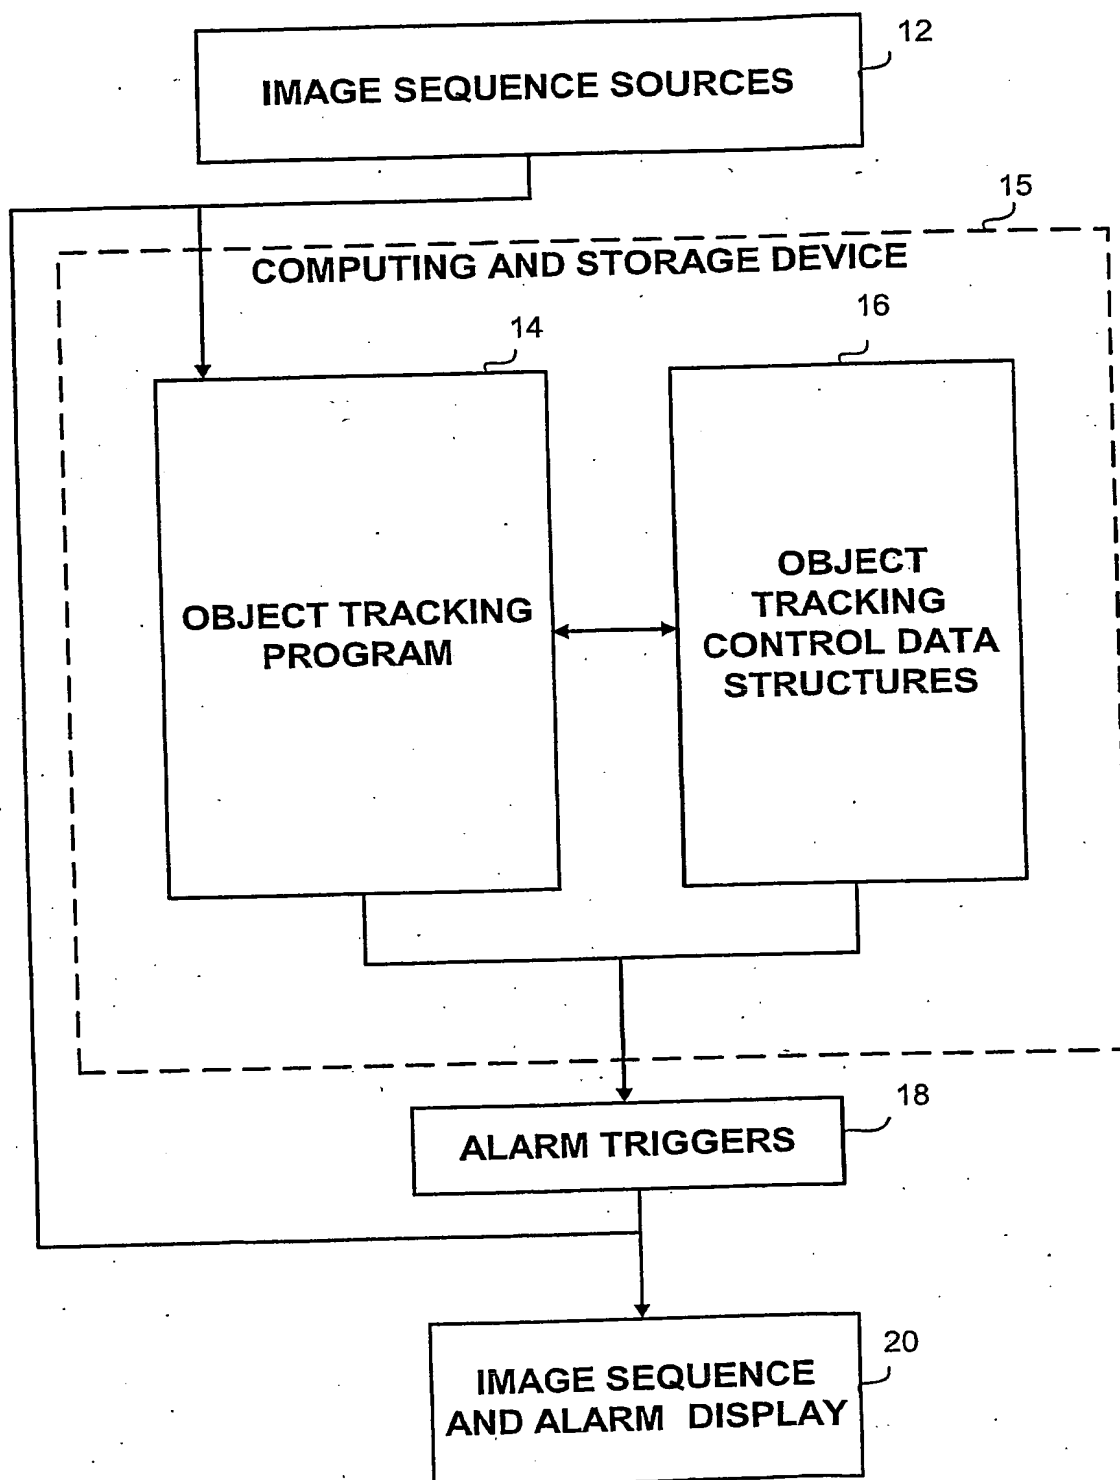 12
IMAGE SEQUENCE SOURCES
15
COMPUTING AND STORAGE DEVICE
14
16
OBJECT TRACKING
PROGRAM
OBJECT
TRACKING
CONTROL DATA
STRUCTURES
18
ALARM TRIGGERS
20
IMAGE SEQUENCE
AND ALARM DISPLAY